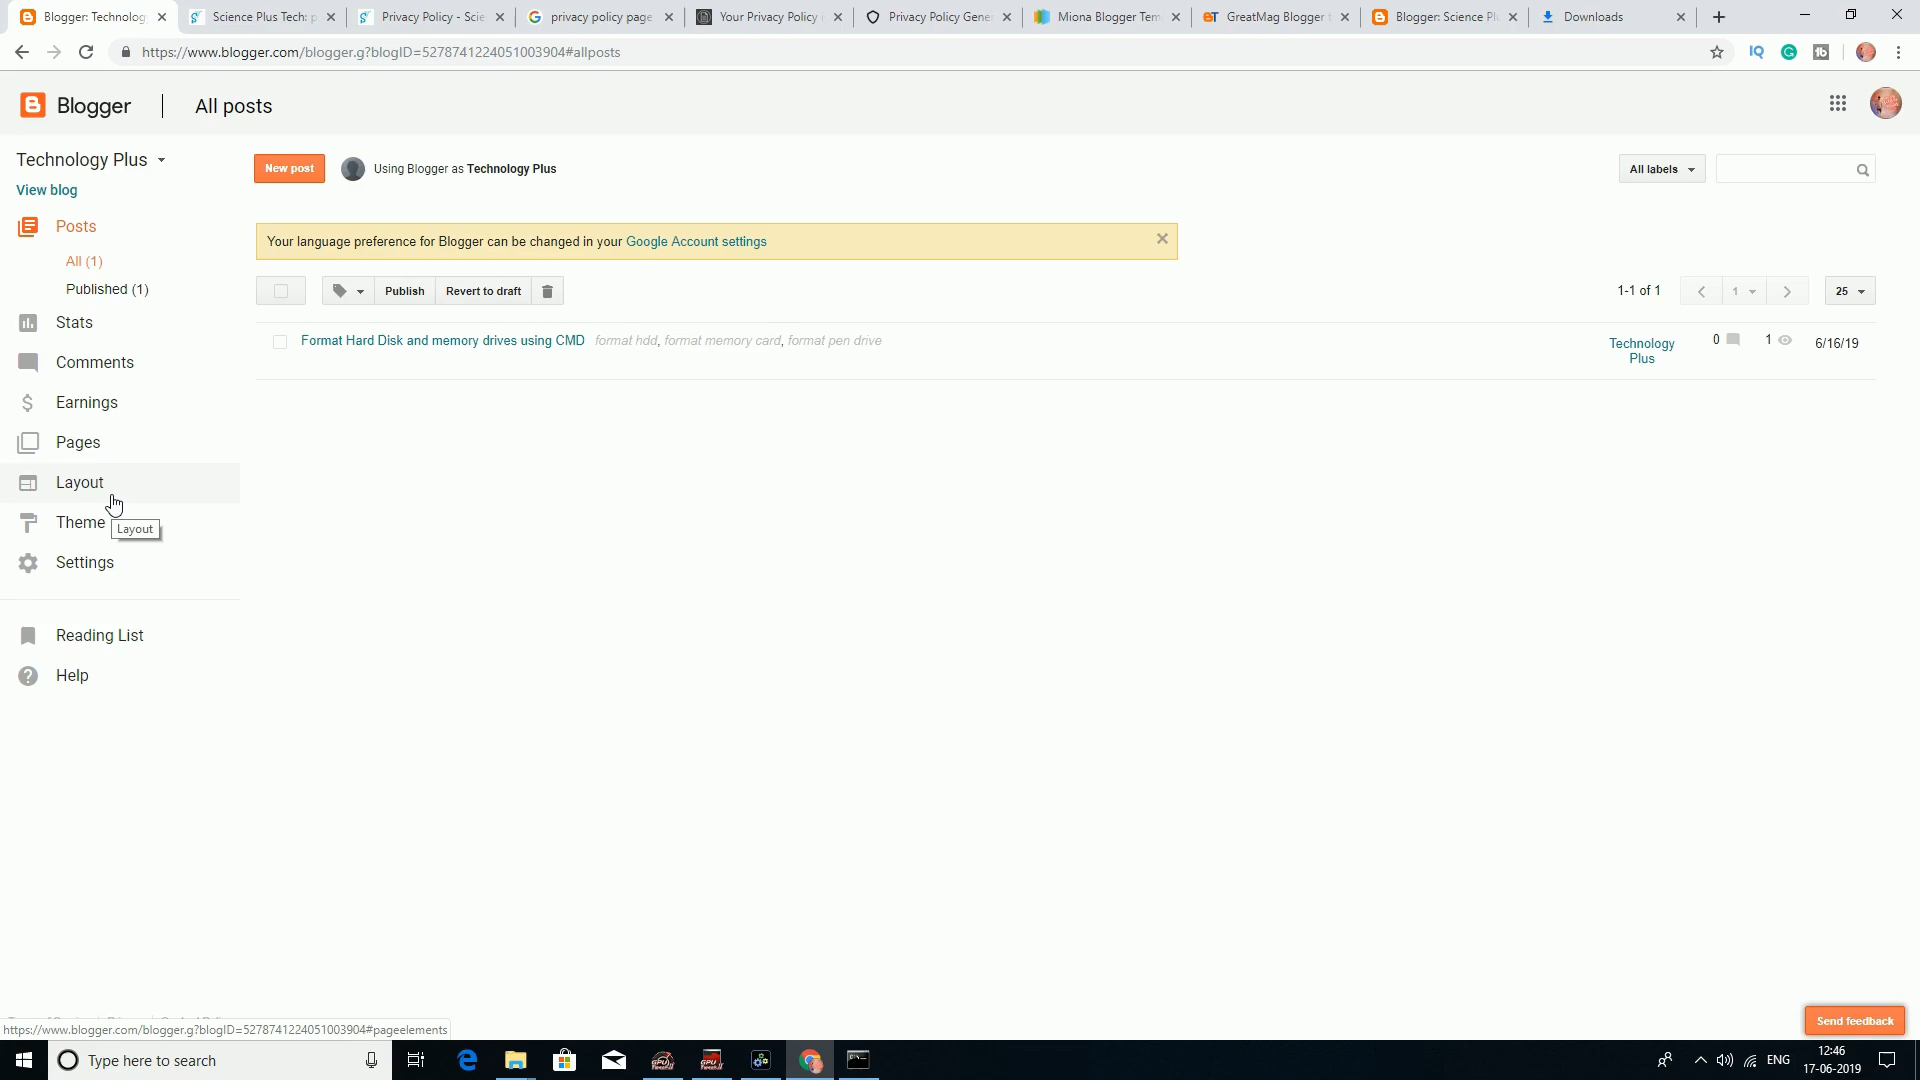 Blogger: Technolog
Science Plus Tech: p
Privacy Policy - Scie
privacy policy page
Your Privacy Policy
Privacy Policy Gene
Miona Blogger Tem
GreatMag Blogger t
Blogger: Science Pl
Downloads
https://www.blogger.com/blogger.g?blogID=5278741224051003904#allposts
IQ
Blogger
All posts
Technology Plus
View blog
New post
Using Blogger as Technology Plus
All labels
Posts
All (1)
Published (1)
Your language preference for Blogger can be changed in your Google Account settings
Publish
Revert to draft
1-1 of 1
1
25
Format Hard Disk and memory drives using CMD format hdd, format memory card, format pen drive
Technology
Plus
0
1
6/16/19
Stats
Comments
Earnings
Pages
Layout
Theme
Layout
Settings
Reading List
Help
https://www.blogger.com/blogger.g?blogID=5278741224051003904#pageelements
Send feedback
Type here to search
ENG
12:46
17-06-2019